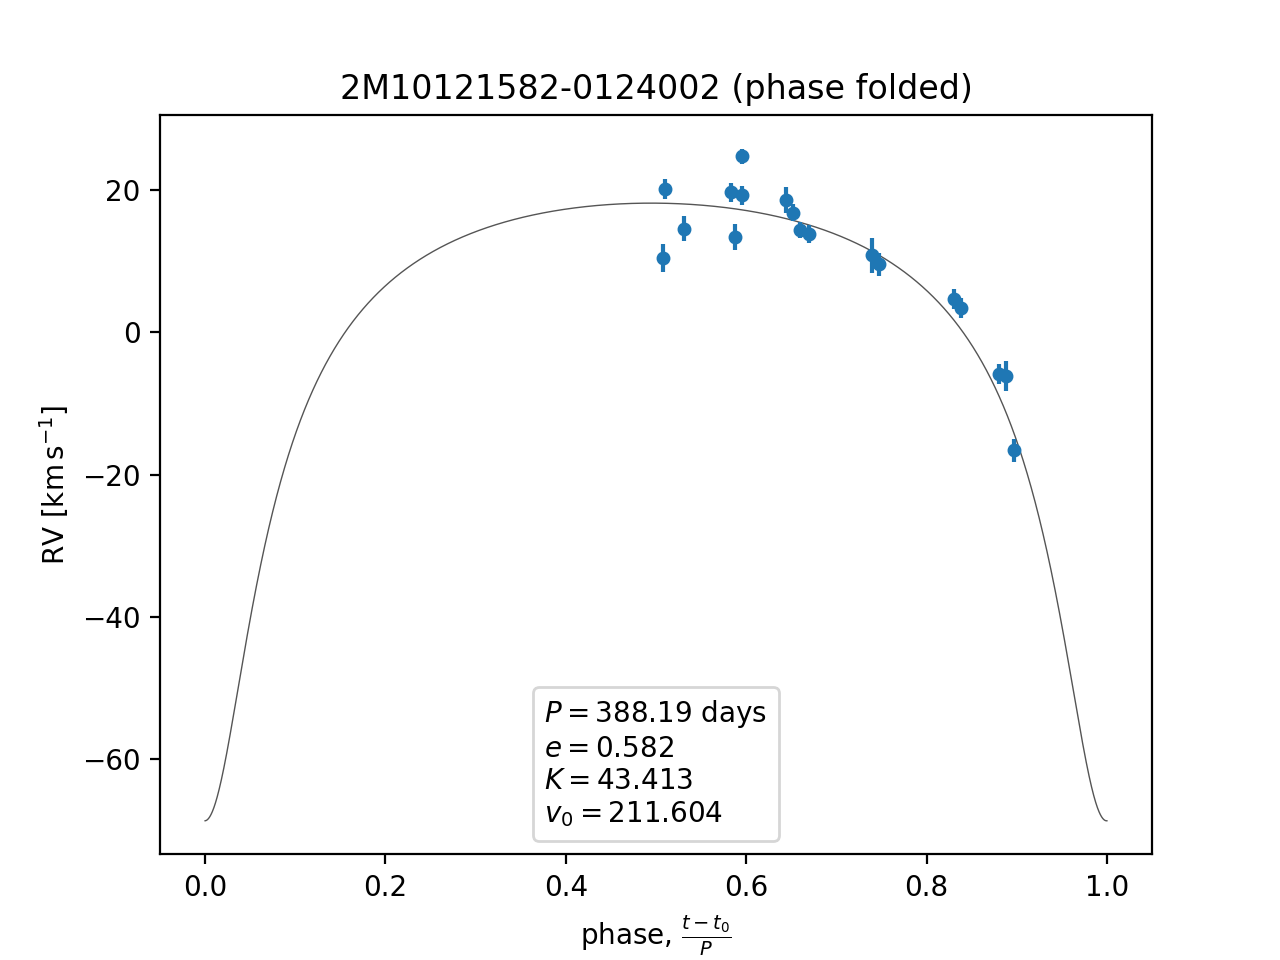 2M10121582-0124002 (phase folded)
RV [km s⁻¹]
20
0
−20
−40
−60
P = 388.19 days
e = 0.582
K = 43.413
v₀ = 211.604
0.0 0.2 0.4 0.6 0.8 1.0
phase, (t − t₀)/P